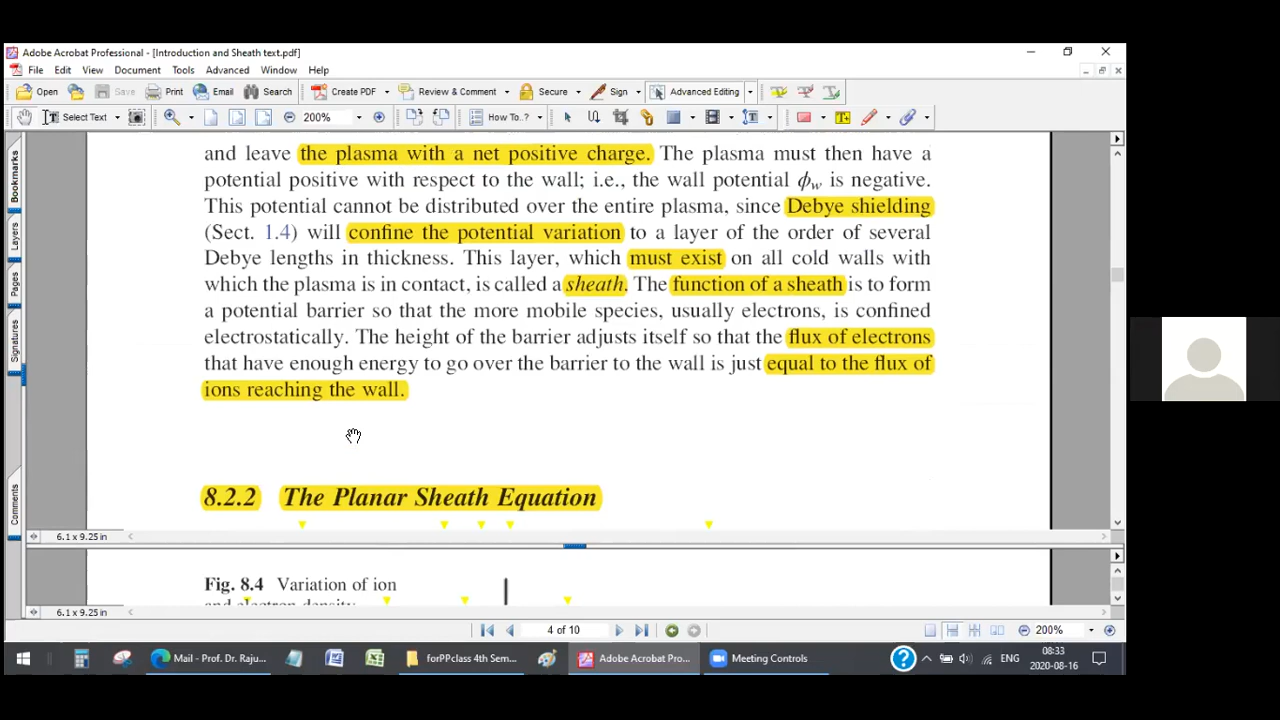 Adobe Acrobat Professional - [Introduction and Sheath text.pdf]
File Edit View Document Tools Advanced Window Help
Open Save Print Email Search Create PDF Review & Comment Secure Sign Advanced Editing
Select Text 200% How To..?
and leave the plasma with a net positive charge. The plasma must then have a
potential positive with respect to the wall; i.e., the wall potential ϕw is negative.
This potential cannot be distributed over the entire plasma, since Debye shielding
(Sect. 1.4) will confine the potential variation to a layer of the order of several
Debye lengths in thickness. This layer, which must exist on all cold walls with
which the plasma is in contact, is called a sheath. The function of a sheath is to form
a potential barrier so that the more mobile species, usually electrons, is confined
electrostatically. The height of the barrier adjusts itself so that the flux of electrons
that have enough energy to go over the barrier to the wall is just equal to the flux of
ions reaching the wall.
8.2.2 The Planar Sheath Equation
6.1 x 9.25 in
Fig. 8.4 Variation of ion
and electron density
6.1 x 9.25 in
Bookmarks
Layers
Pages
Signatures
Comments
4 of 10 200%
Mail - Prof. Dr. Raju... forPPclass 4th Sem... Adobe Acrobat Pro... Meeting Controls ENG 08:33
2020-08-16